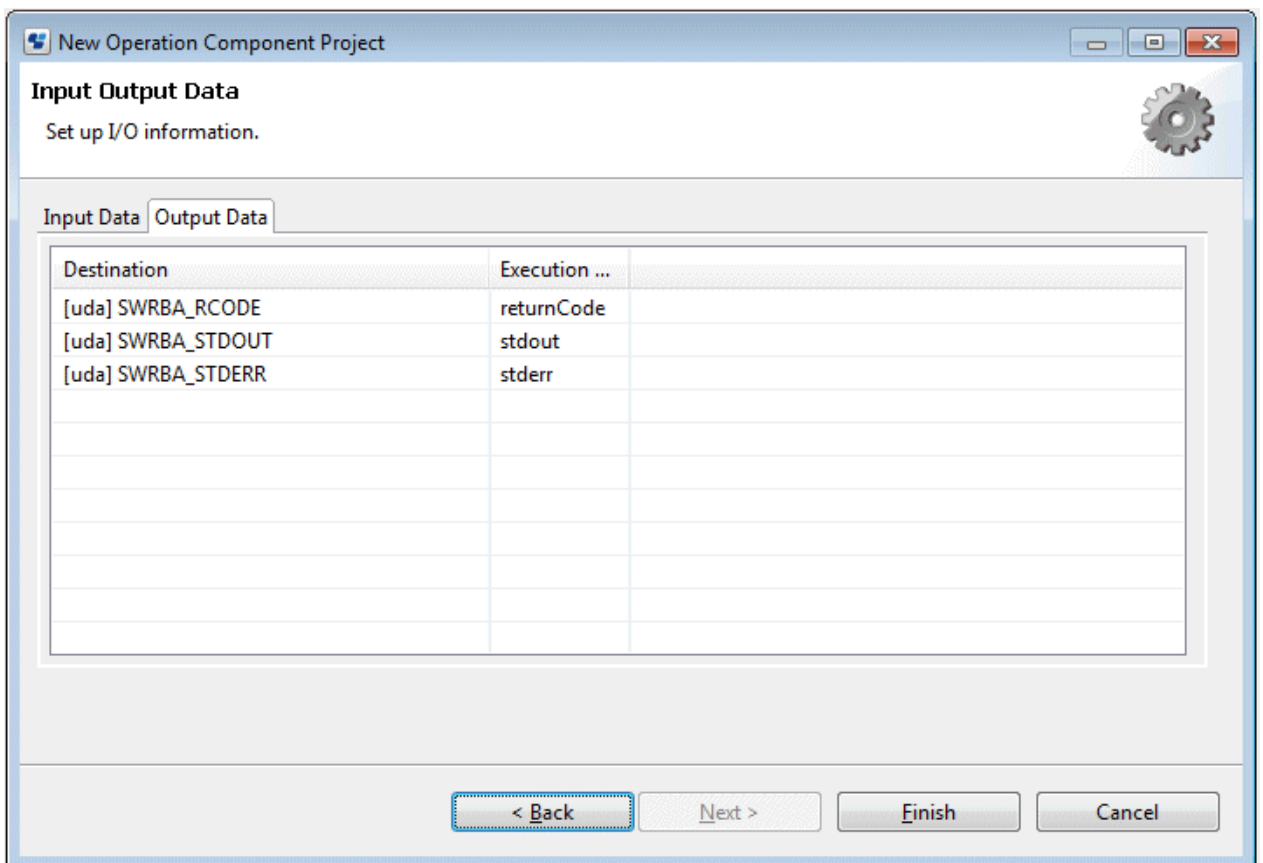 New Operation Component Project
Input Output Data
Set up I/O information.
Input Data Output Data
Destination Execution ...
[uda] SWRBA_RCODE returnCode
[uda] SWRBA_STDOUT stdout
[uda] SWRBA_STDERR stderr
< Back Next > Finish Cancel